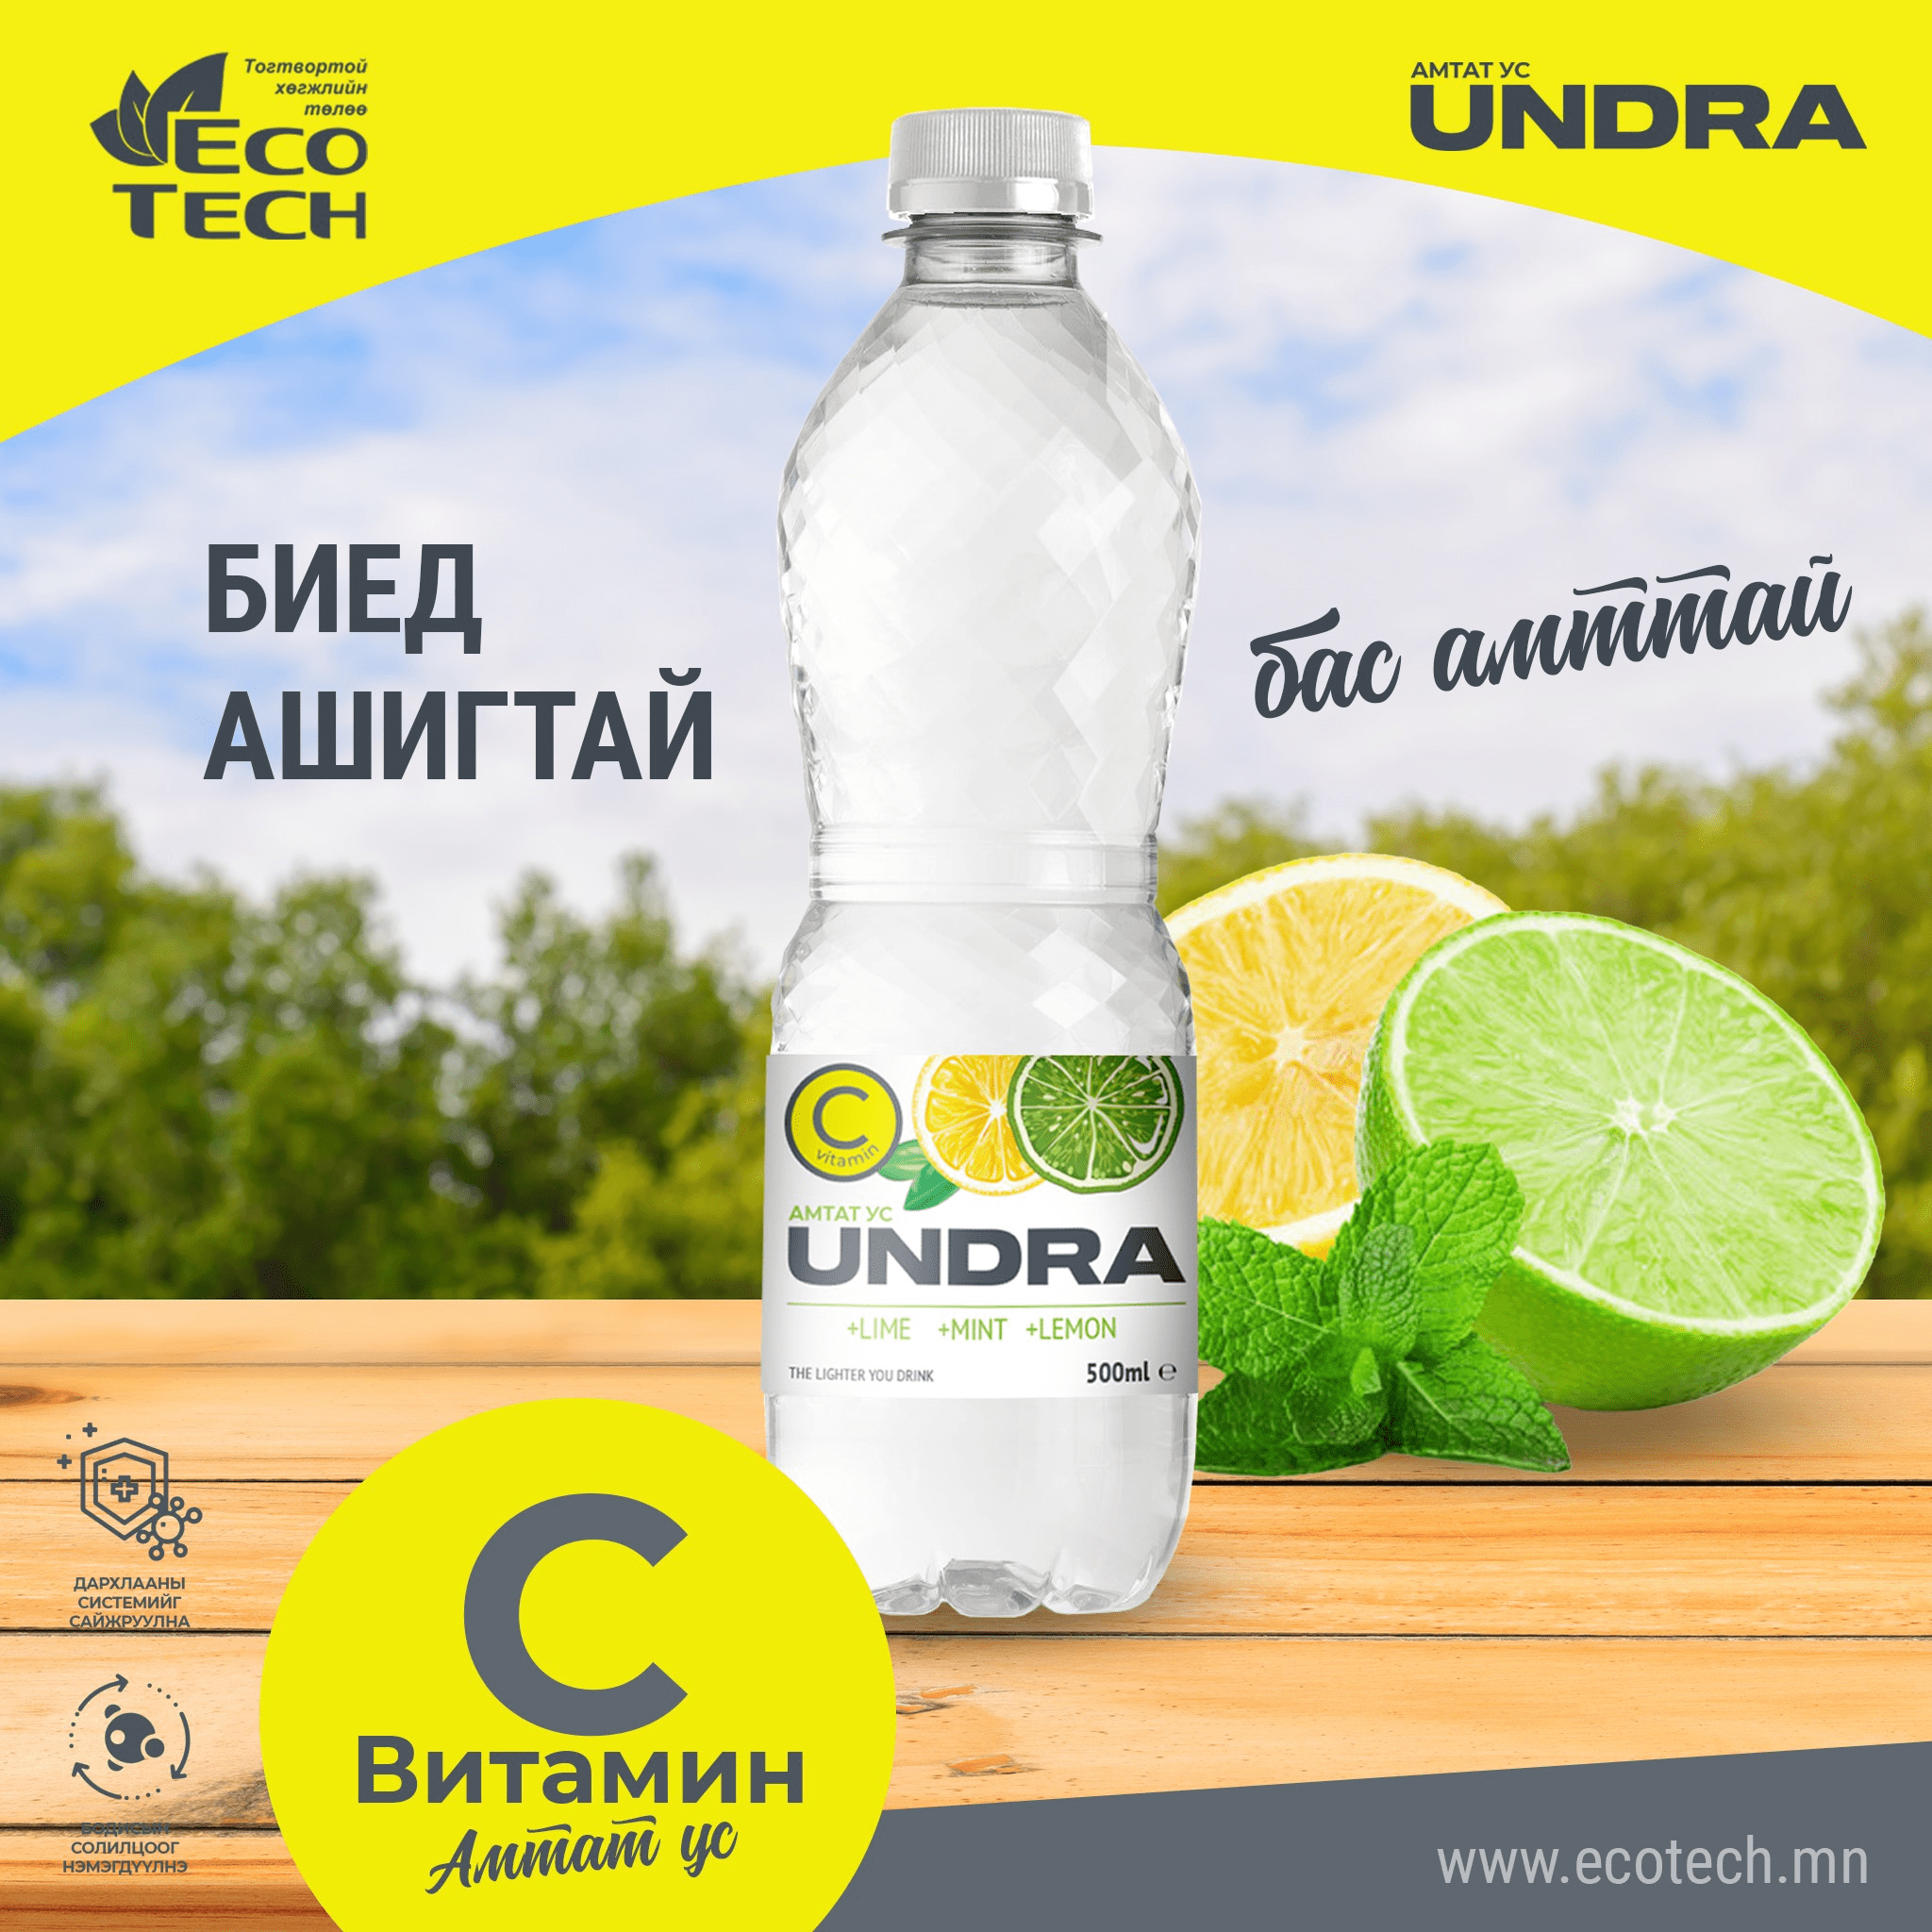 Тогтвортой
хөгжлийн
төлөө
ECO
TECH
АМТАТ УС
UNDRA
БИЕД
АШИГТАЙ
бас амттай
C
vitamin
АМТАТ УС
UNDRA
+LIME +MINT +LEMON
THE LIGHTER YOU DRINK 500ml ℮
ДАРХЛААНЫ
СИСТЕМИЙГ
САЙЖРУУЛНА
БОДИСЫН
СОЛИЛЦООГ
НЭМЭГДҮҮЛНЭ
C
Витамин
Амтат ус
www.ecotech.mn